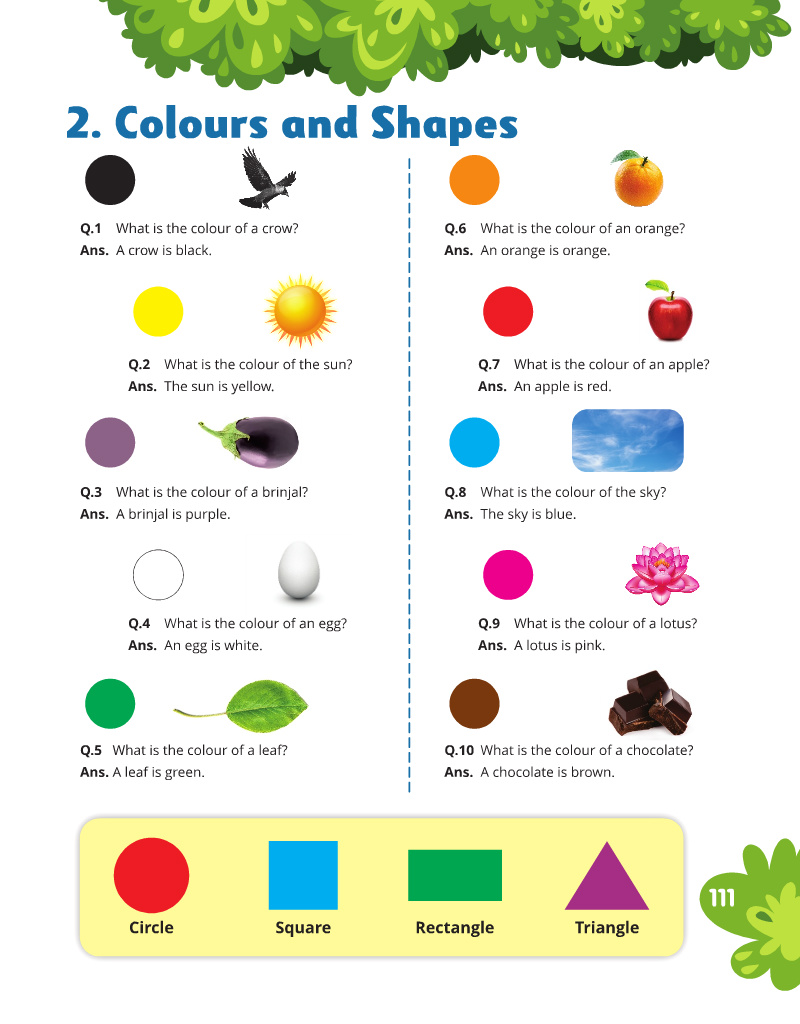 2. Colours and Shapes
Q.1 What is the colour of a crow?
Ans. A crow is black.
Q.2 What is the colour of the sun?
Ans. The sun is yellow.
Q.3 What is the colour of a brinjal?
Ans. A brinjal is purple.
Q.4 What is the colour of an egg?
Ans. An egg is white.
Q.5 What is the colour of a leaf?
Ans. A leaf is green.
Q.6 What is the colour of an orange?
Ans. An orange is orange.
Q.7 What is the colour of an apple?
Ans. An apple is red.
Q.8 What is the colour of the sky?
Ans. The sky is blue.
Q.9 What is the colour of a lotus?
Ans. A lotus is pink.
Q.10 What is the colour of a chocolate?
Ans. A chocolate is brown.
Circle Square Rectangle Triangle
111